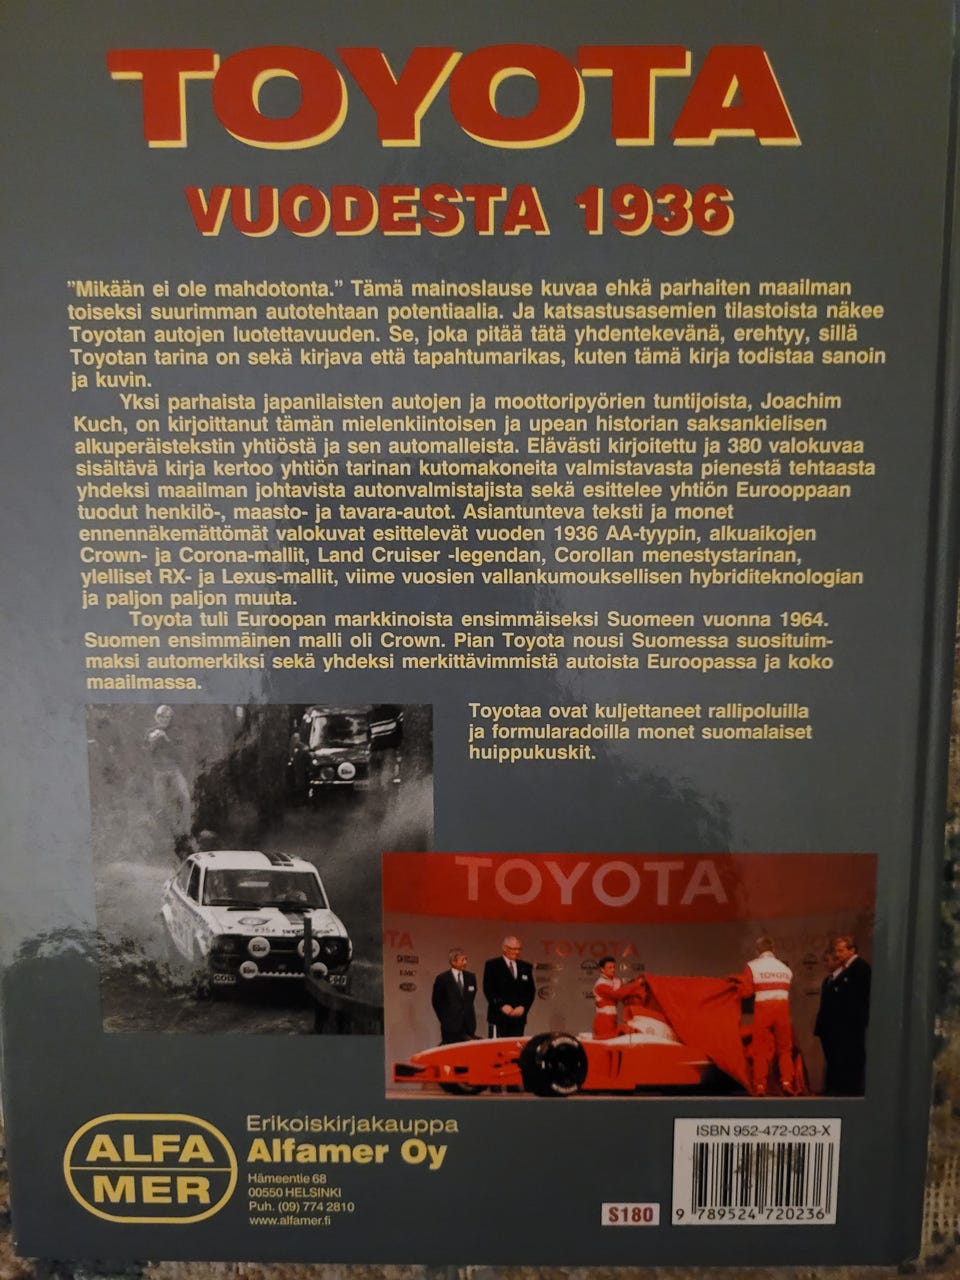 TOYOTA
VUODESTA 1936
”Mikään ei ole mahdotonta.” Tämä mainoslause kuvaa ehkä parhaiten maailman
toiseksi suurimman autotehtaan potentiaalia. Ja katsastusasemien tilastoista näkee
Toyotan autojen luotettavuuden. Se, joka pitää tätä yhdentekevänä, erehtyy, sillä
Toyotan tarina on sekä kirjava että tapahtumarikas, kuten tämä kirja todistaa sanoin
ja kuvin.
Yksi parhaista japanilaisten autojen ja moottoripyörien tuntijoista, Joachim
Kuch, on kirjoittanut tämän mielenkiintoisen ja upean historian saksankielisen
alkuperäistekstin yhtiöstä ja sen automalleista. Elävästi kirjoitettu ja 380 valokuvaa
sisältävä kirja kertoo yhtiön tarinan kutomakoneita valmistavasta pienestä tehtaasta
yhdeksi maailman johtavista autonvalmistajista sekä esittelee yhtiön Eurooppaan
tuodut henkilö-, maasto- ja tavara-autot. Asiantunteva teksti ja monet
ennennäkemättömät valokuvat esittelevät vuoden 1936 AA-tyypin, alkuaikojen
Crown- ja Corona-mallit, Land Cruiser -legendan, Corollan menestystarinan,
ylelliset RX- ja Lexus-mallit, viime vuosien vallankumouksellisen hybriditeknologian
ja paljon paljon muuta.
Toyota tuli Euroopan markkinoista ensimmäiseksi Suomeen vuonna 1964.
Suomen ensimmäinen malli oli Crown. Pian Toyota nousi Suomessa suosituim-
maksi automerkiksi sekä yhdeksi merkittävimmistä autoista Euroopassa ja koko
maailmassa.
Toyotaa ovat kuljettaneet rallipoluilla
ja formularadoilla monet suomalaiset
huippukuskit.
TOYOTA
TOYOTA
TOYOTA
ALFA
MER
Erikoiskirjakauppa
Alfamer Oy
Hämeentie 68
00550 HELSINKI
Puh. (09) 774 2810
www.alfamer.fi
S180
ISBN 952-472-023-X
9 789524 720236